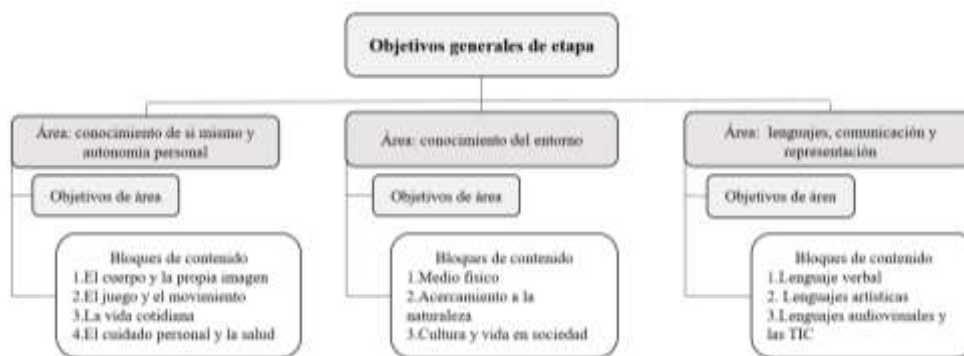 Objetivos generales de etapa
Área: conocimiento de si mismo y
autonomía personal
Objetivos de área
Bloques de contenido
1.El cuerpo y la propia imagen
2.El juego y el movimiento
3.La vida cotidiana
4.El cuidado personal y la salud
Área: conocimiento del entorno
Objetivos de área
Bloques de contenido
1.Medio físico
2.Acercamiento a la
naturaleza
3.Cultura y vida en sociedad
Área: lenguajes, comunicación y
representación
Objetivos de área
Bloques de contenido
1.Lenguaje verbal
2. Lenguajes artísticas
3.Lenguajes audiovisuales y
las TIC